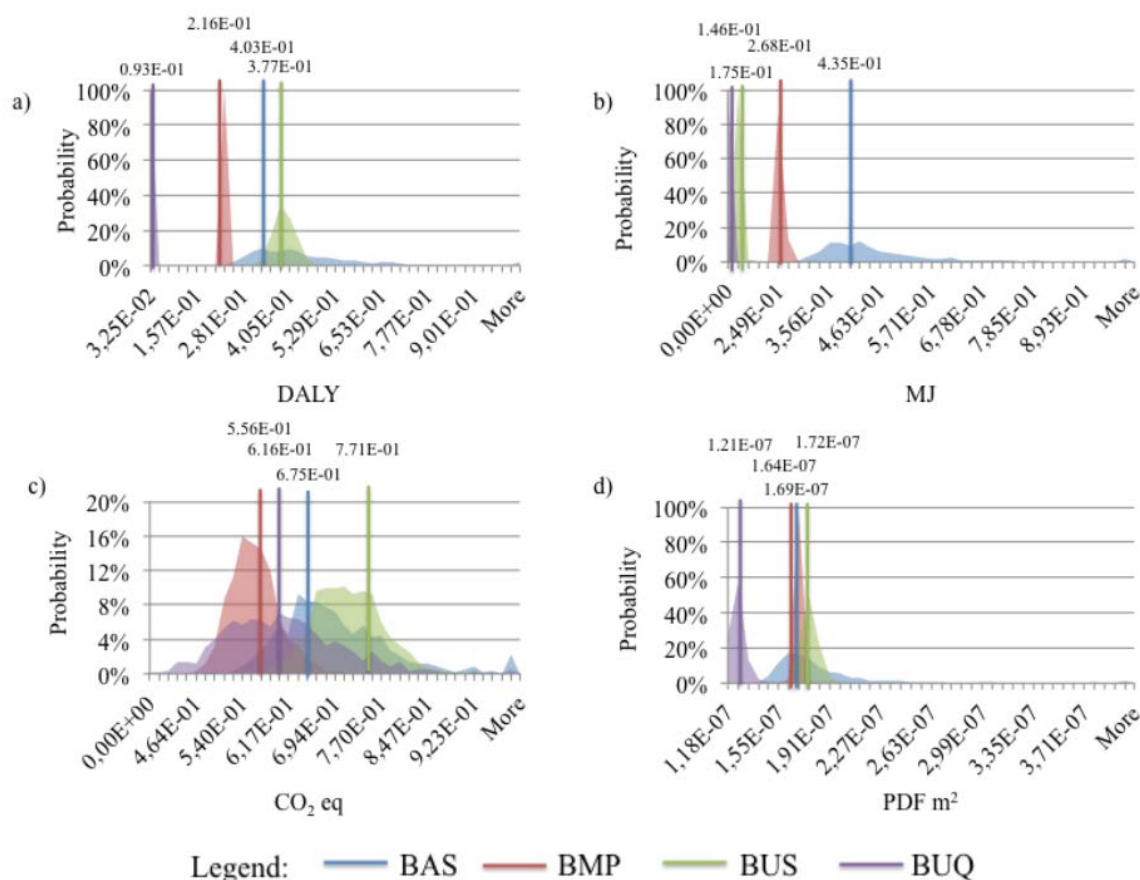 a)
2.16E-01
4.03E-01
0.93E-01
3.77E-01
Probability
100%
80%
60%
40%
20%
0%
3,25E-02
1,57E-01
2,81E-01
4,05E-01
5,29E-01
6,53E-01
7,77E-01
9,01E-01
More
DALY
b)
1.46E-01
2.68E-01
1.75E-01
4.35E-01
Probability
100%
80%
60%
40%
20%
0%
0,00E+00
2,49E-01
3,56E-01
4,63E-01
5,71E-01
6,78E-01
7,85E-01
8,93E-01
More
MJ
c)
5.56E-01
6.16E-01
7.71E-01
6.75E-01
Probability
20%
16%
12%
8%
4%
0%
0,00E+00
4,64E-01
5,40E-01
6,17E-01
6,94E-01
7,70E-01
8,47E-01
9,23E-01
More
CO2 eq
d)
1.21E-07
1.72E-07
1.64E-07
1.69E-07
Probability
100%
80%
60%
40%
20%
0%
1,18E-07
1,55E-07
1,91E-07
2,27E-07
2,63E-07
2,99E-07
3,35E-07
3,71E-07
More
PDF m²
Legend: BAS BMP BUS BUQ